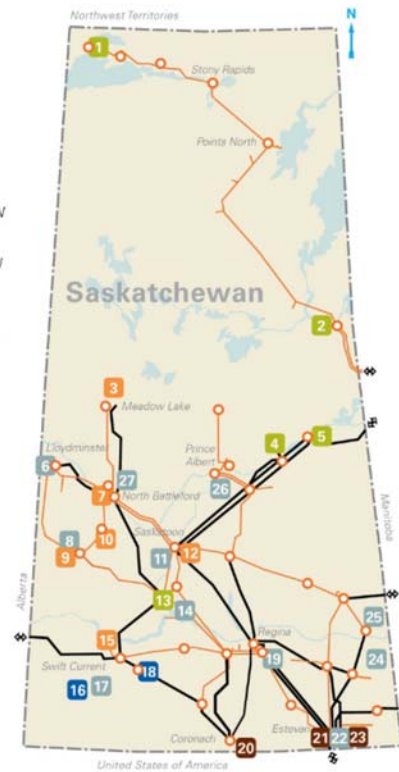 Northwest Territories
N
1
Stony Rapids
Points North
Saskatchewan
2
3
Meadow Lake
4
5
Lloydminster
6
Prince
Albert
27
7
North Battleford
26
8
Saskatoon
10
9
11
12
Manitoba
13
14
Alberta
25
15
Regina
Swift Current
19
24
18
16
17
Coronach
Estevan
20
21
22
23
United States of America